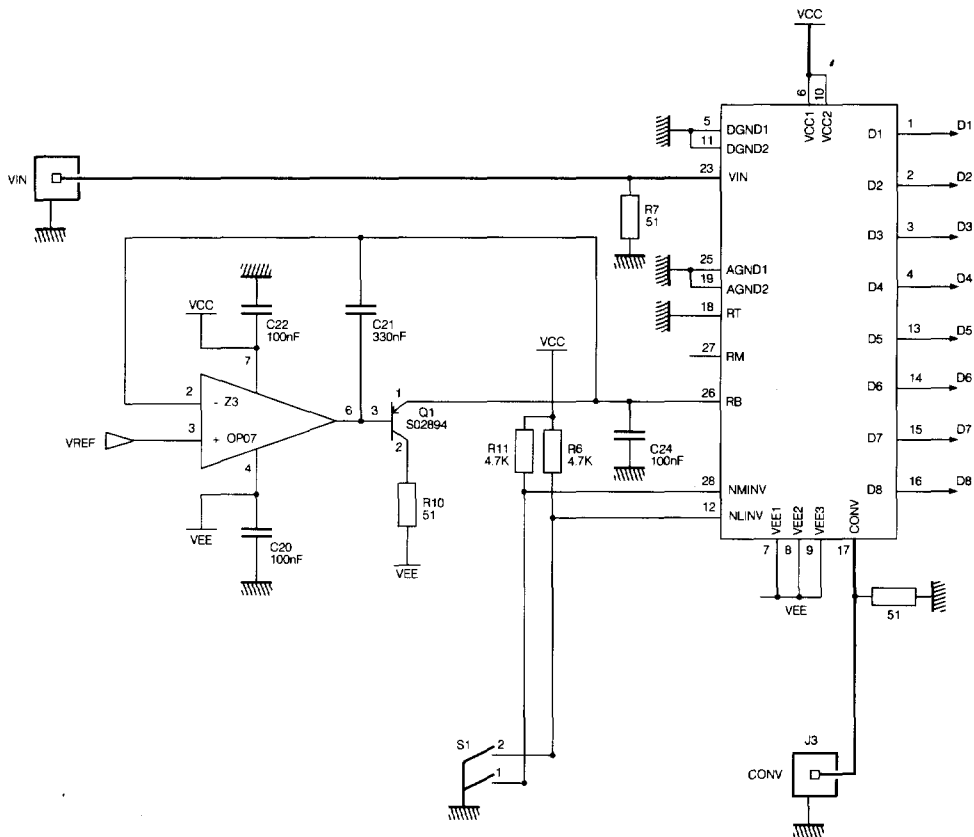 VCC
6
10
VCC1
VCC2
5
DGND1
11
DGND2
D1
1
D1
VIN
23
VIN
D2
2
D2
R7
51
D3
3
D3
25
AGND1
19
AGND2
D4
4
D4
18
RT
VCC
C22
100nF
C21
330nF
VCC
D5
13
D5
27
RM
7
2
- Z3
6
3
1
Q1
S02894
2
26
RB
D6
14
D6
VREF
3
+ OP07
4
R11
4.7K
R6
4.7K
C24
100nF
D7
15
D7
28
NMINV
D8
16
D8
12
NLINV
R10
51
VEE
C20
100nF
VEE
VEE1
VEE2
VEE3
CONV
7
8
9
17
VEE
51
S1
2
1
J3
CONV